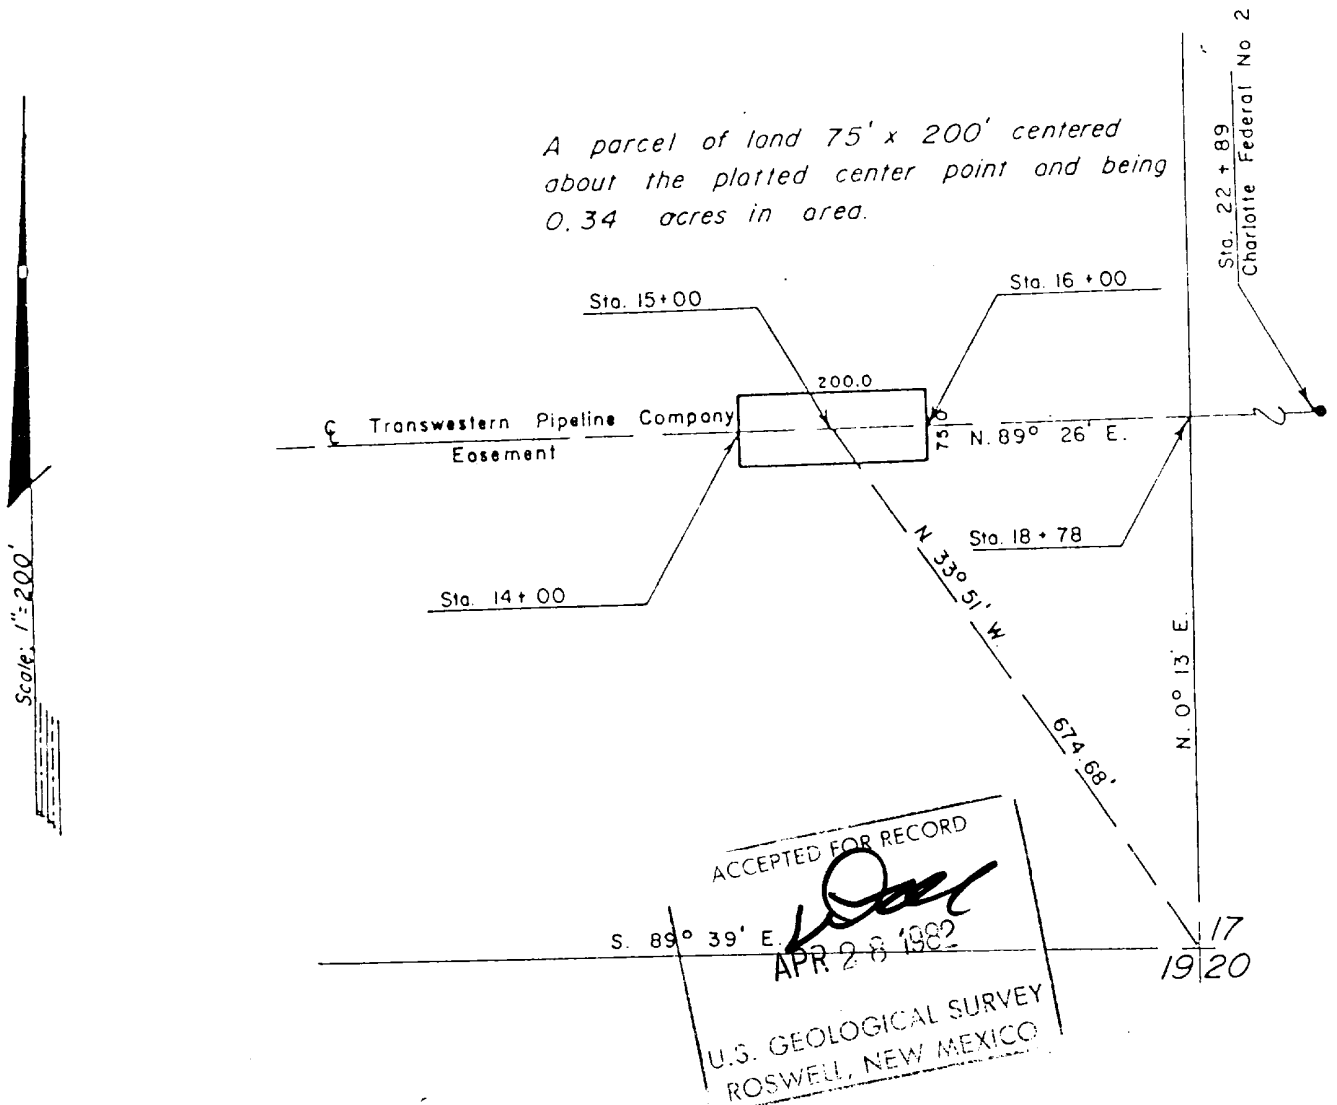 Sta. 22 + 89
Charlotte Federal No 2
A parcel of land 75' x 200' centered
about the platted center point and being
0.34 acres in area.
Sta. 15+00
Sta. 16 +00
200.0
75.0
℄ Transwestern Pipeline Company
Easement
N. 89° 26' E.
Sta. 18 + 78
N 33° 51' W.
Sta. 14+00
Scale: 1"=200'
N. 0° 13' E.
674.68'
ACCEPTED FOR RECORD
S. 89° 39' E.
APR 28 1982
17
19 20
U.S. GEOLOGICAL SURVEY
ROSWELL, NEW MEXICO